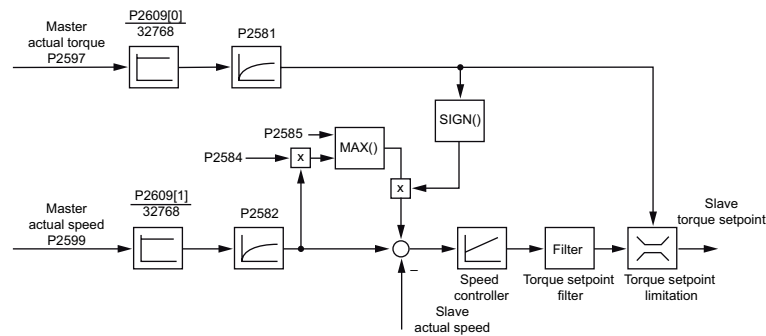 Master
actual torque
P2597
P2609[0]
32768
P2581
SIGN()
P2585
MAX()
P2584
x
x
Master
actual speed
P2599
P2609[1]
32768
P2582
Slave
torque setpoint
Filter
–
Speed
controller
Torque setpoint
filter
Torque setpoint
limitation
Slave
actual speed